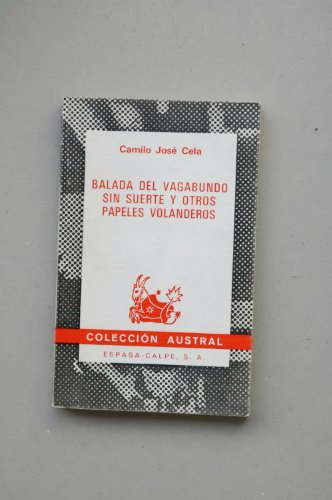 Camilo José Cela
BALADA DEL VAGABUNDO
SIN SUERTE Y OTROS
PAPELES VOLANDEROS
COLECCIÓN AUSTRAL
ESPASA-CALPE, S. A.